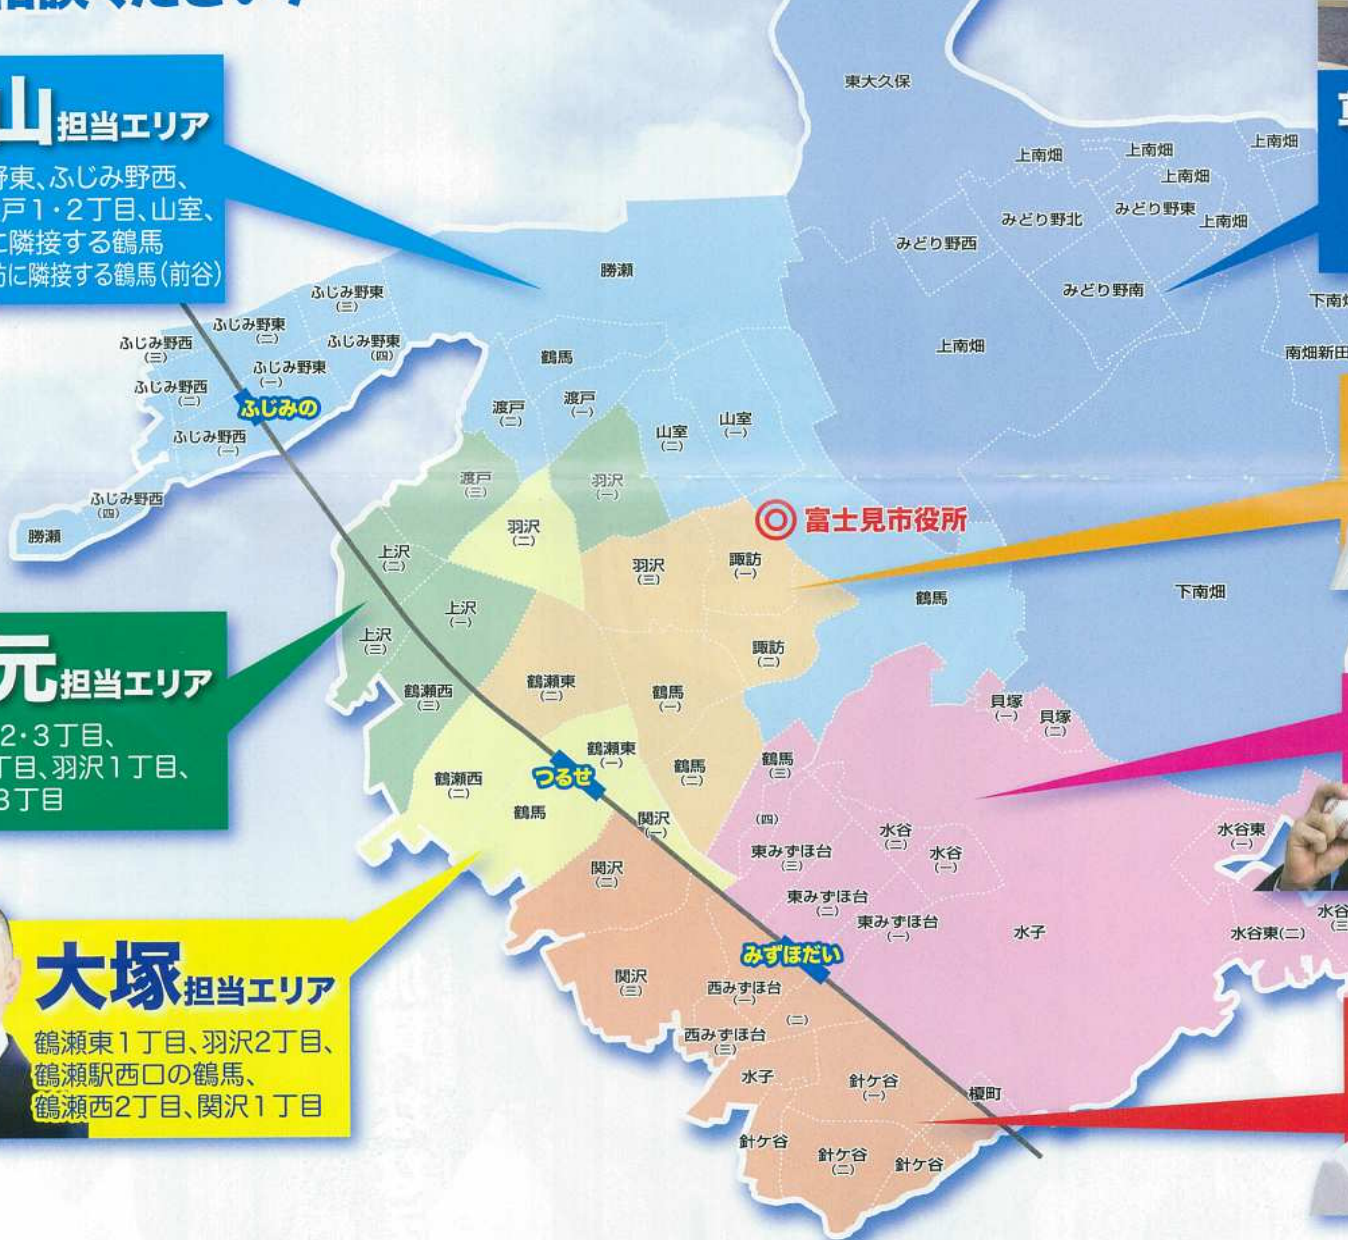 相談ください
山担当エリア
野東、ふじみ野西、
戸1・2丁目、山室、
に隣接する鶴馬
訪に隣接する鶴馬(前谷)
元担当エリア
2・3丁目、
丁目、羽沢1丁目、
3丁目
大塚担当エリア
鶴瀬東1丁目、羽沢2丁目、
鶴瀬駅西口の鶴馬、
鶴瀬西2丁目、関沢1丁目
東大久保
上南畑
上南畑
上南畑
上南畑
みどり野北
みどり野東
上南畑
みどり野西
みどり野南
上南畑
下南畑
南畑新田
勝瀬
ふじみ野東
(三)
ふじみ野東
(二)
ふじみ野東
(四)
ふじみ野西
(三)
ふじみ野東
(一)
ふじみ野西
(二)
ふじみの
ふじみ野西
(一)
ふじみ野西
(四)
勝瀬
鶴馬
渡戸
(二)
渡戸
(一)
山室
(二)
山室
(一)
渡戸
(三)
羽沢
(一)
羽沢
(二)
富士見市役所
上沢
(二)
羽沢
(三)
諏訪
(一)
鶴馬
下南畑
上沢
(一)
上沢
(三)
諏訪
(二)
鶴瀬西
(三)
鶴瀬東
(二)
鶴馬
(一)
貝塚
(一)
貝塚
(二)
鶴瀬東
(一)
つるせ
鶴馬
(二)
鶴馬
(三)
鶴瀬西
(二)
鶴馬
関沢
(一)
(四)
東みずほ台
(三)
水谷
(二)
水谷
(一)
水谷東
(一)
関沢
(二)
東みずほ台
(二)
東みずほ台
(一)
水子
水谷東(二)
水谷
(三
みずほだい
関沢
(三)
西みずほ台
(一)
(二)
西みずほ台
(三)
水子
針ケ谷
(一)
榎町
針ケ谷
針ケ谷
(二)
針ケ谷